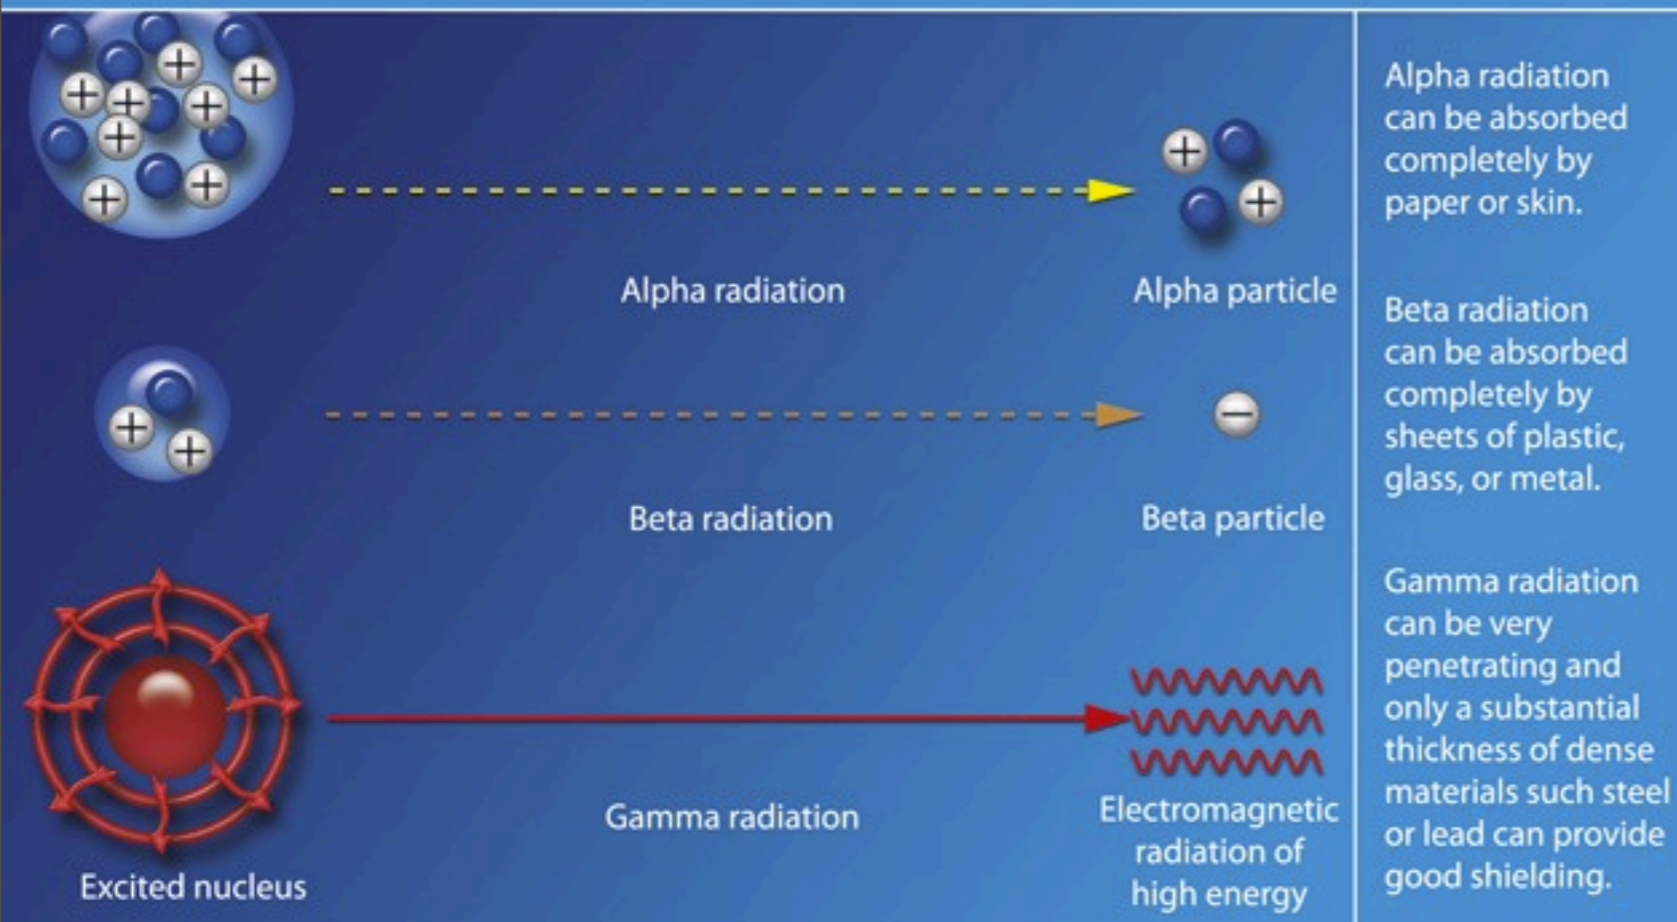 Alpha radiation
can be absorbed
completely by
paper or skin.
Alpha radiation
Alpha particle
Beta radiation
can be absorbed
completely by
sheets of plastic,
glass, or metal.
Beta radiation
Beta particle
Gamma radiation
can be very
penetrating and
only a substantial
thickness of dense
materials such steel
or lead can provide
good shielding.
Gamma radiation
Electromagnetic
radiation of
high energy
Excited nucleus